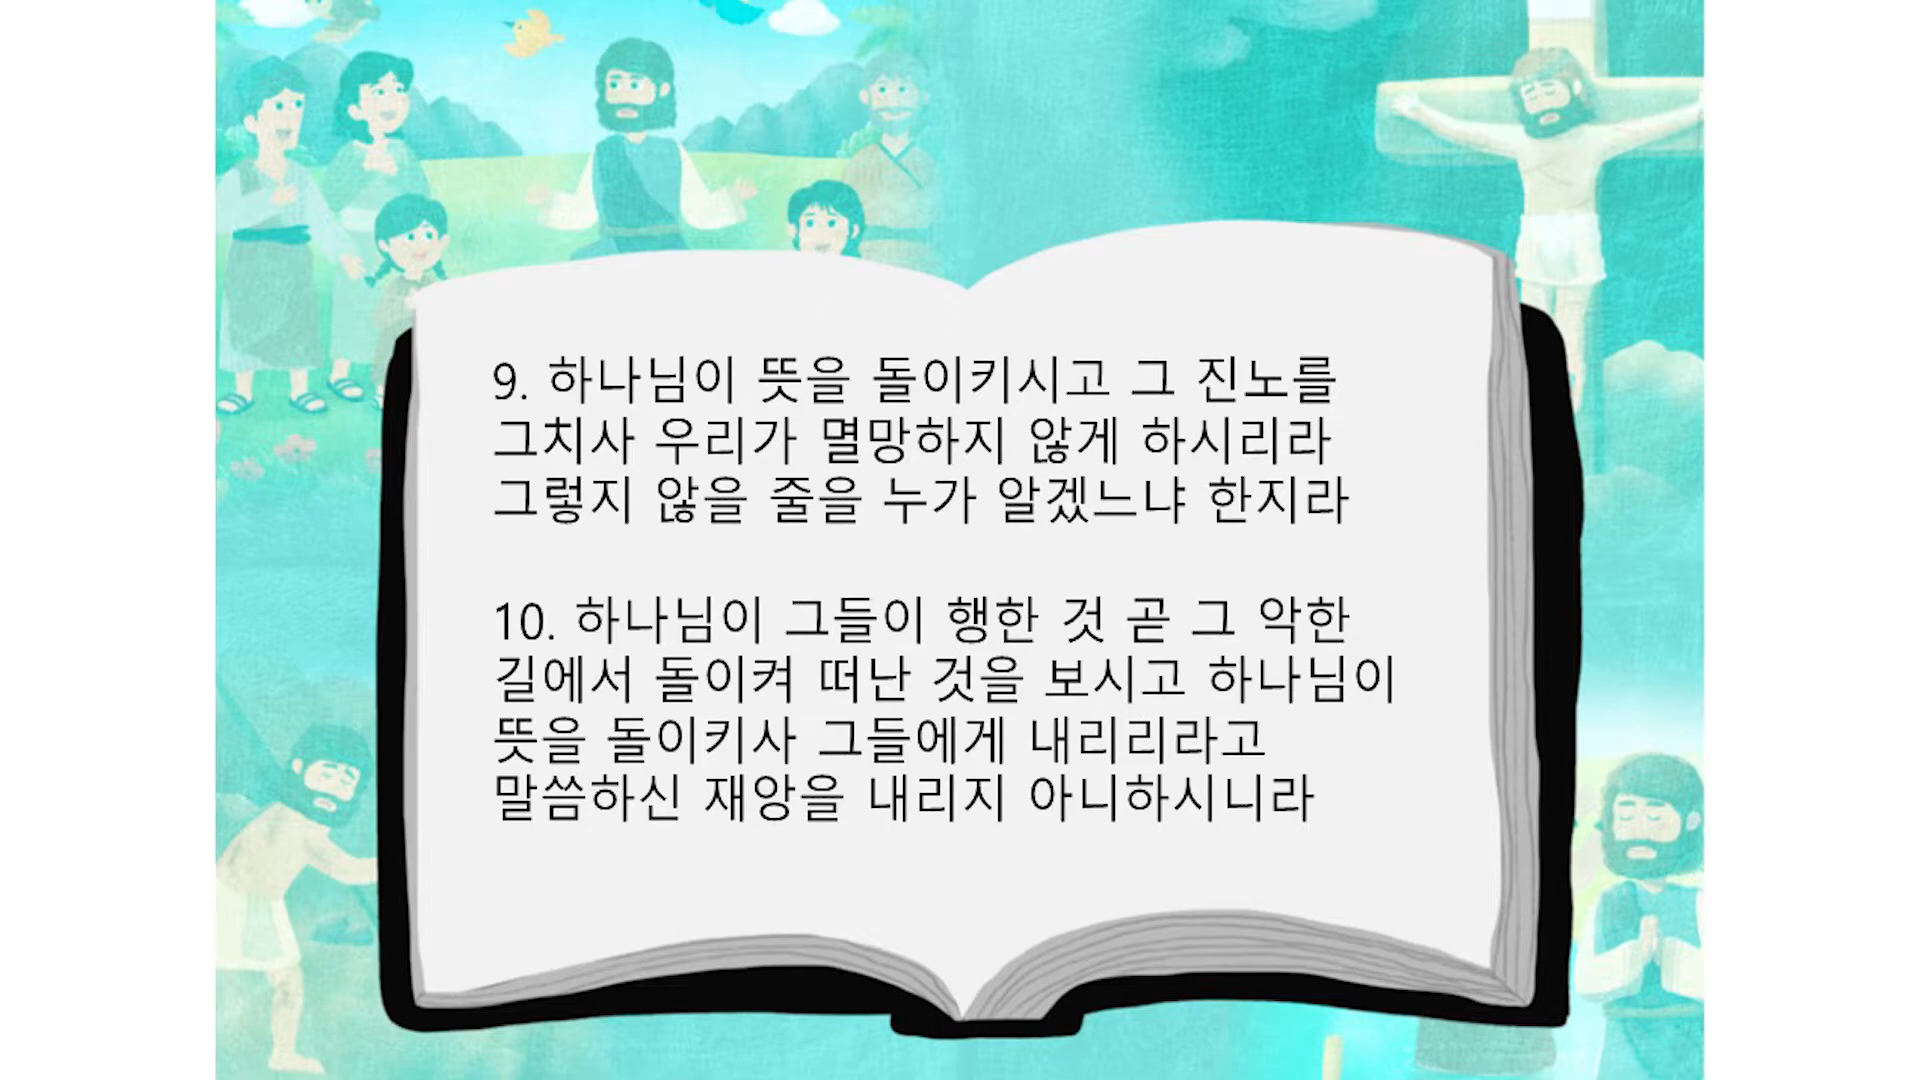 9. 하나님이 뜻을 돌이키시고 그 진노를
그치사 우리가 멸망하지 않게 하시리라
그렇지 않을 줄을 누가 알겠느냐 한지라
10. 하나님이 그들이 행한 것 곧 그 악한
길에서 돌이켜 떠난 것을 보시고 하나님이
뜻을 돌이키사 그들에게 내리리라고
말씀하신 재앙을 내리지 아니하시니라